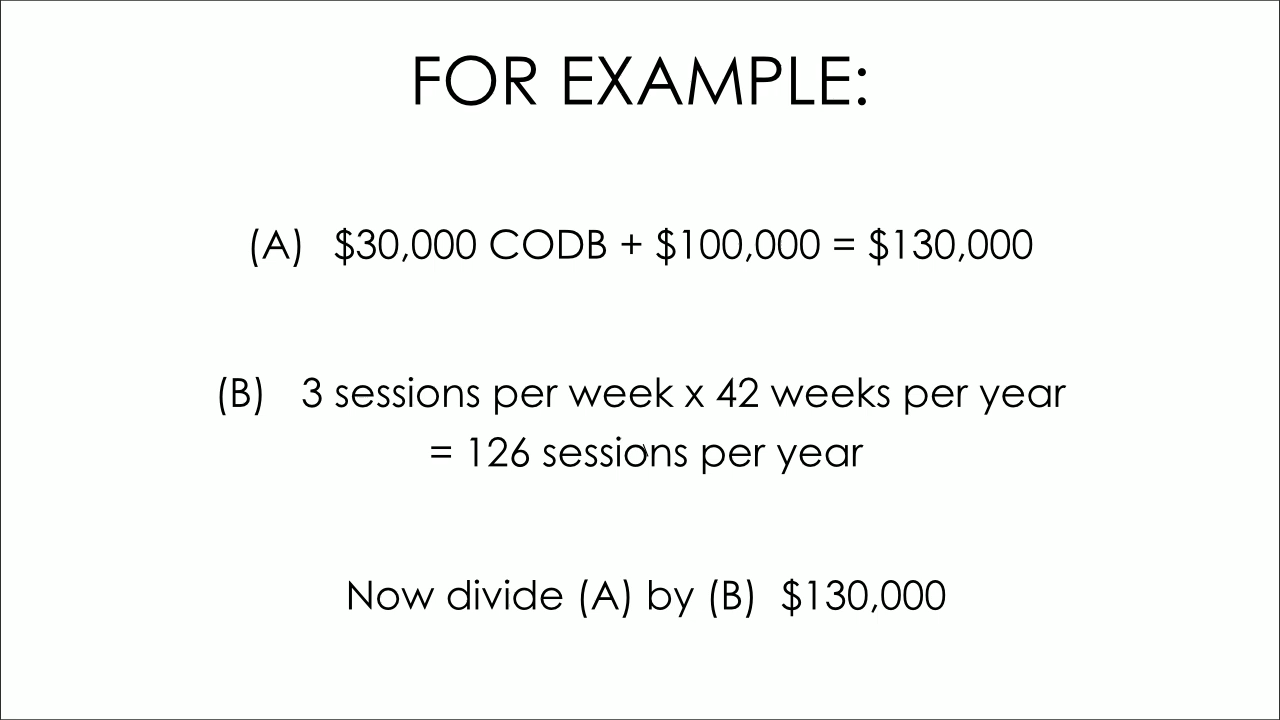 FOR EXAMPLE:
(A) $30,000 CODB + $100,000 = $130,000
(B) 3 sessions per week x 42 weeks per year
= 126 sessions per year
Now divide (A) by (B) $130,000